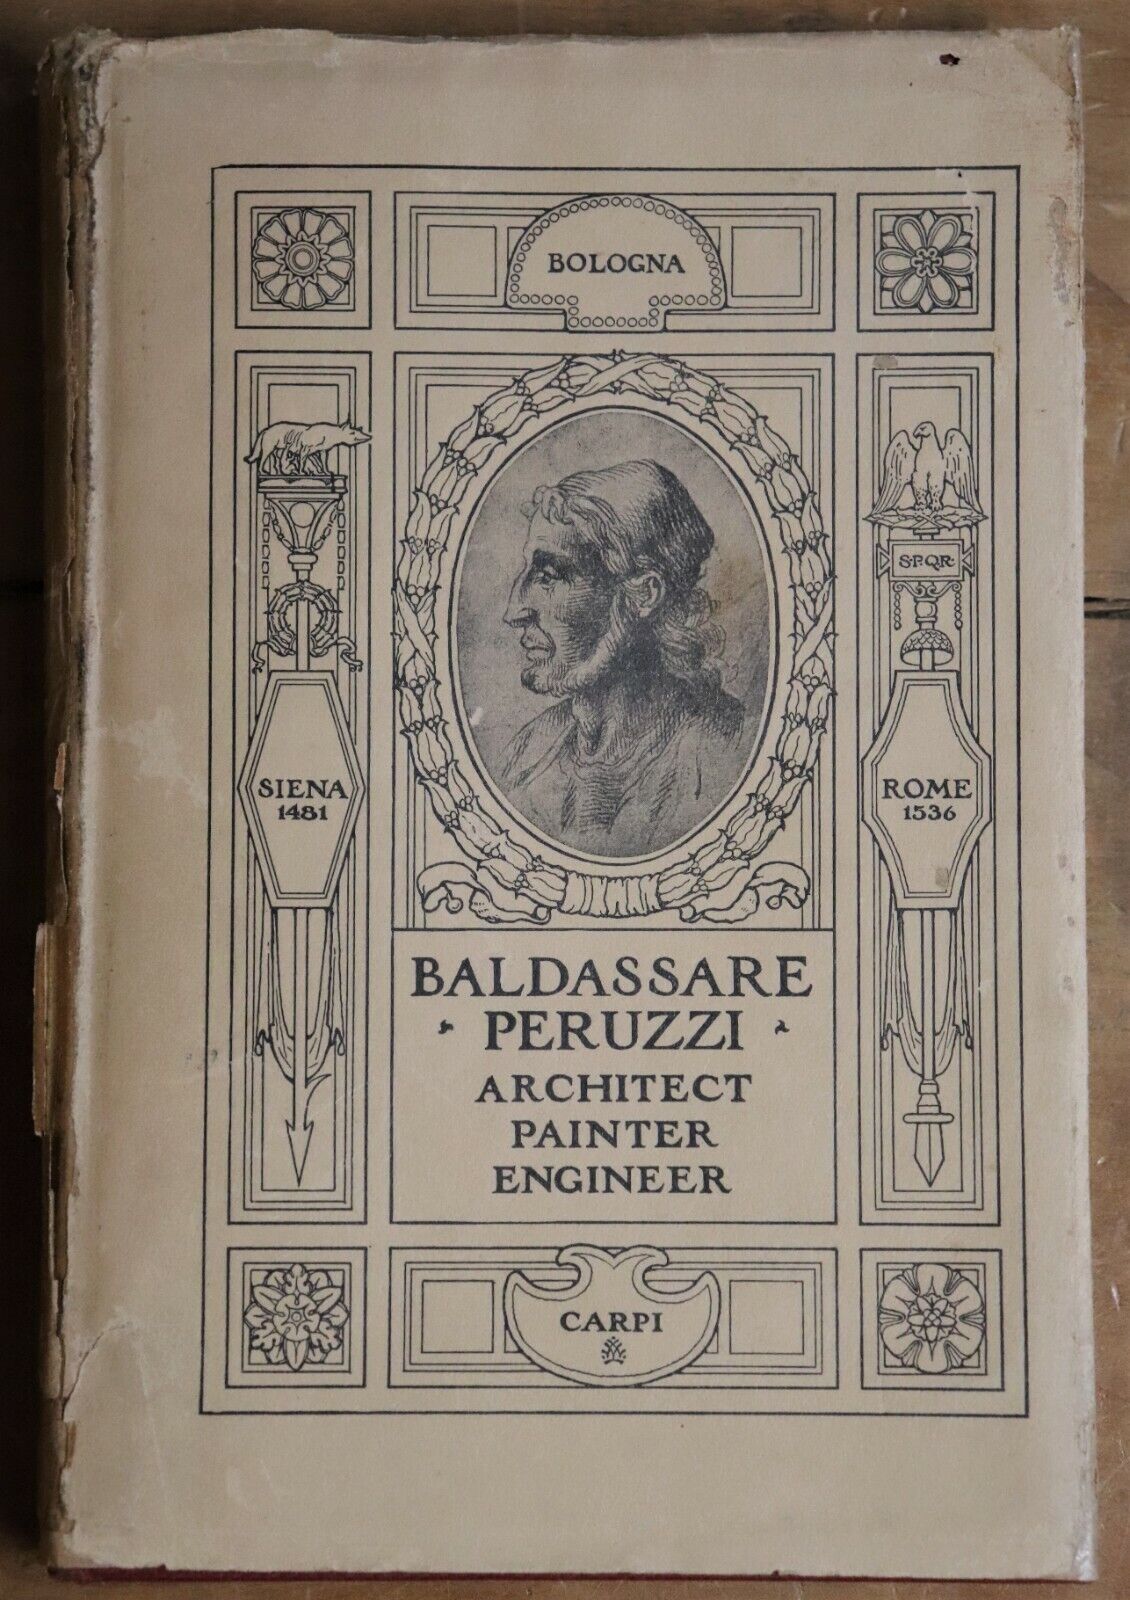 BOLOGNA
S·P·Q·R·
SIENA
1481
ROME
1536
BALDASSARE
· PERUZZI ·
ARCHITECT
PAINTER
ENGINEER
CARPI